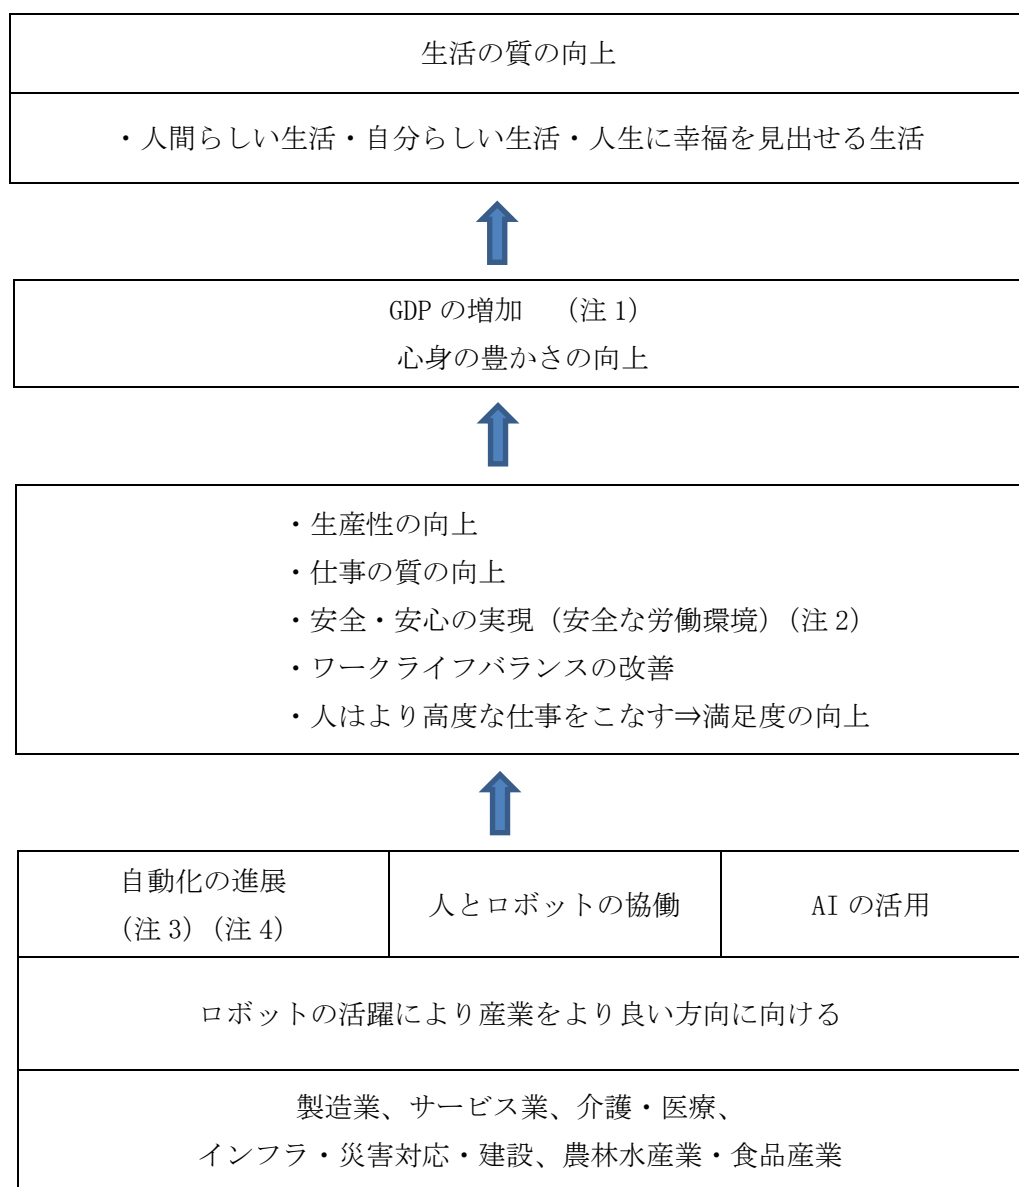 生活の質の向上
・人間らしい生活・自分らしい生活・人生に幸福を見出せる生活
GDP の増加　（注 1）
心身の豊かさの向上
・生産性の向上
・仕事の質の向上
・安全・安心の実現（安全な労働環境）（注 2）
・ワークライフバランスの改善
・人はより高度な仕事をこなす⇒満足度の向上
自動化の進展
（注 3）（注 4）
人とロボットの協働
AI の活用
ロボットの活躍により産業をより良い方向に向ける
製造業、サービス業、介護・医療、
インフラ・災害対応・建設、農林水産業・食品産業